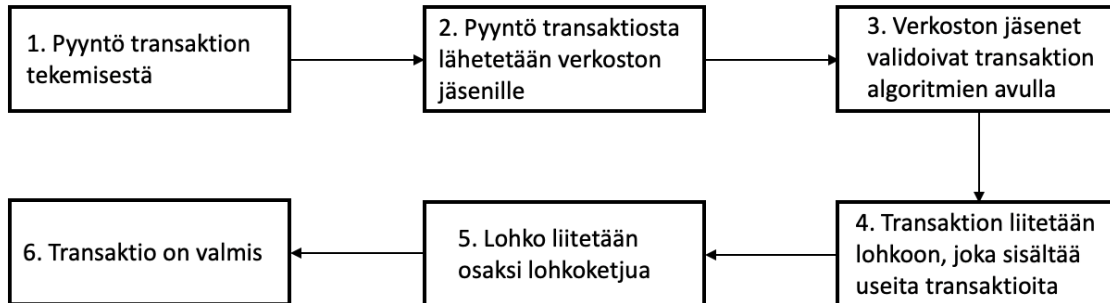 1. Pyyntö transaktion
tekemisestä
2. Pyyntö transaktiosta
lähetetään verkoston
jäsenille
3. Verkoston jäsenet
validoivat transaktion
algoritmien avulla
4. Transaktion liitetään
lohkoon, joka sisältää
useita transaktioita
5. Lohko liitetään
osaksi lohkoketjua
6. Transaktio on valmis